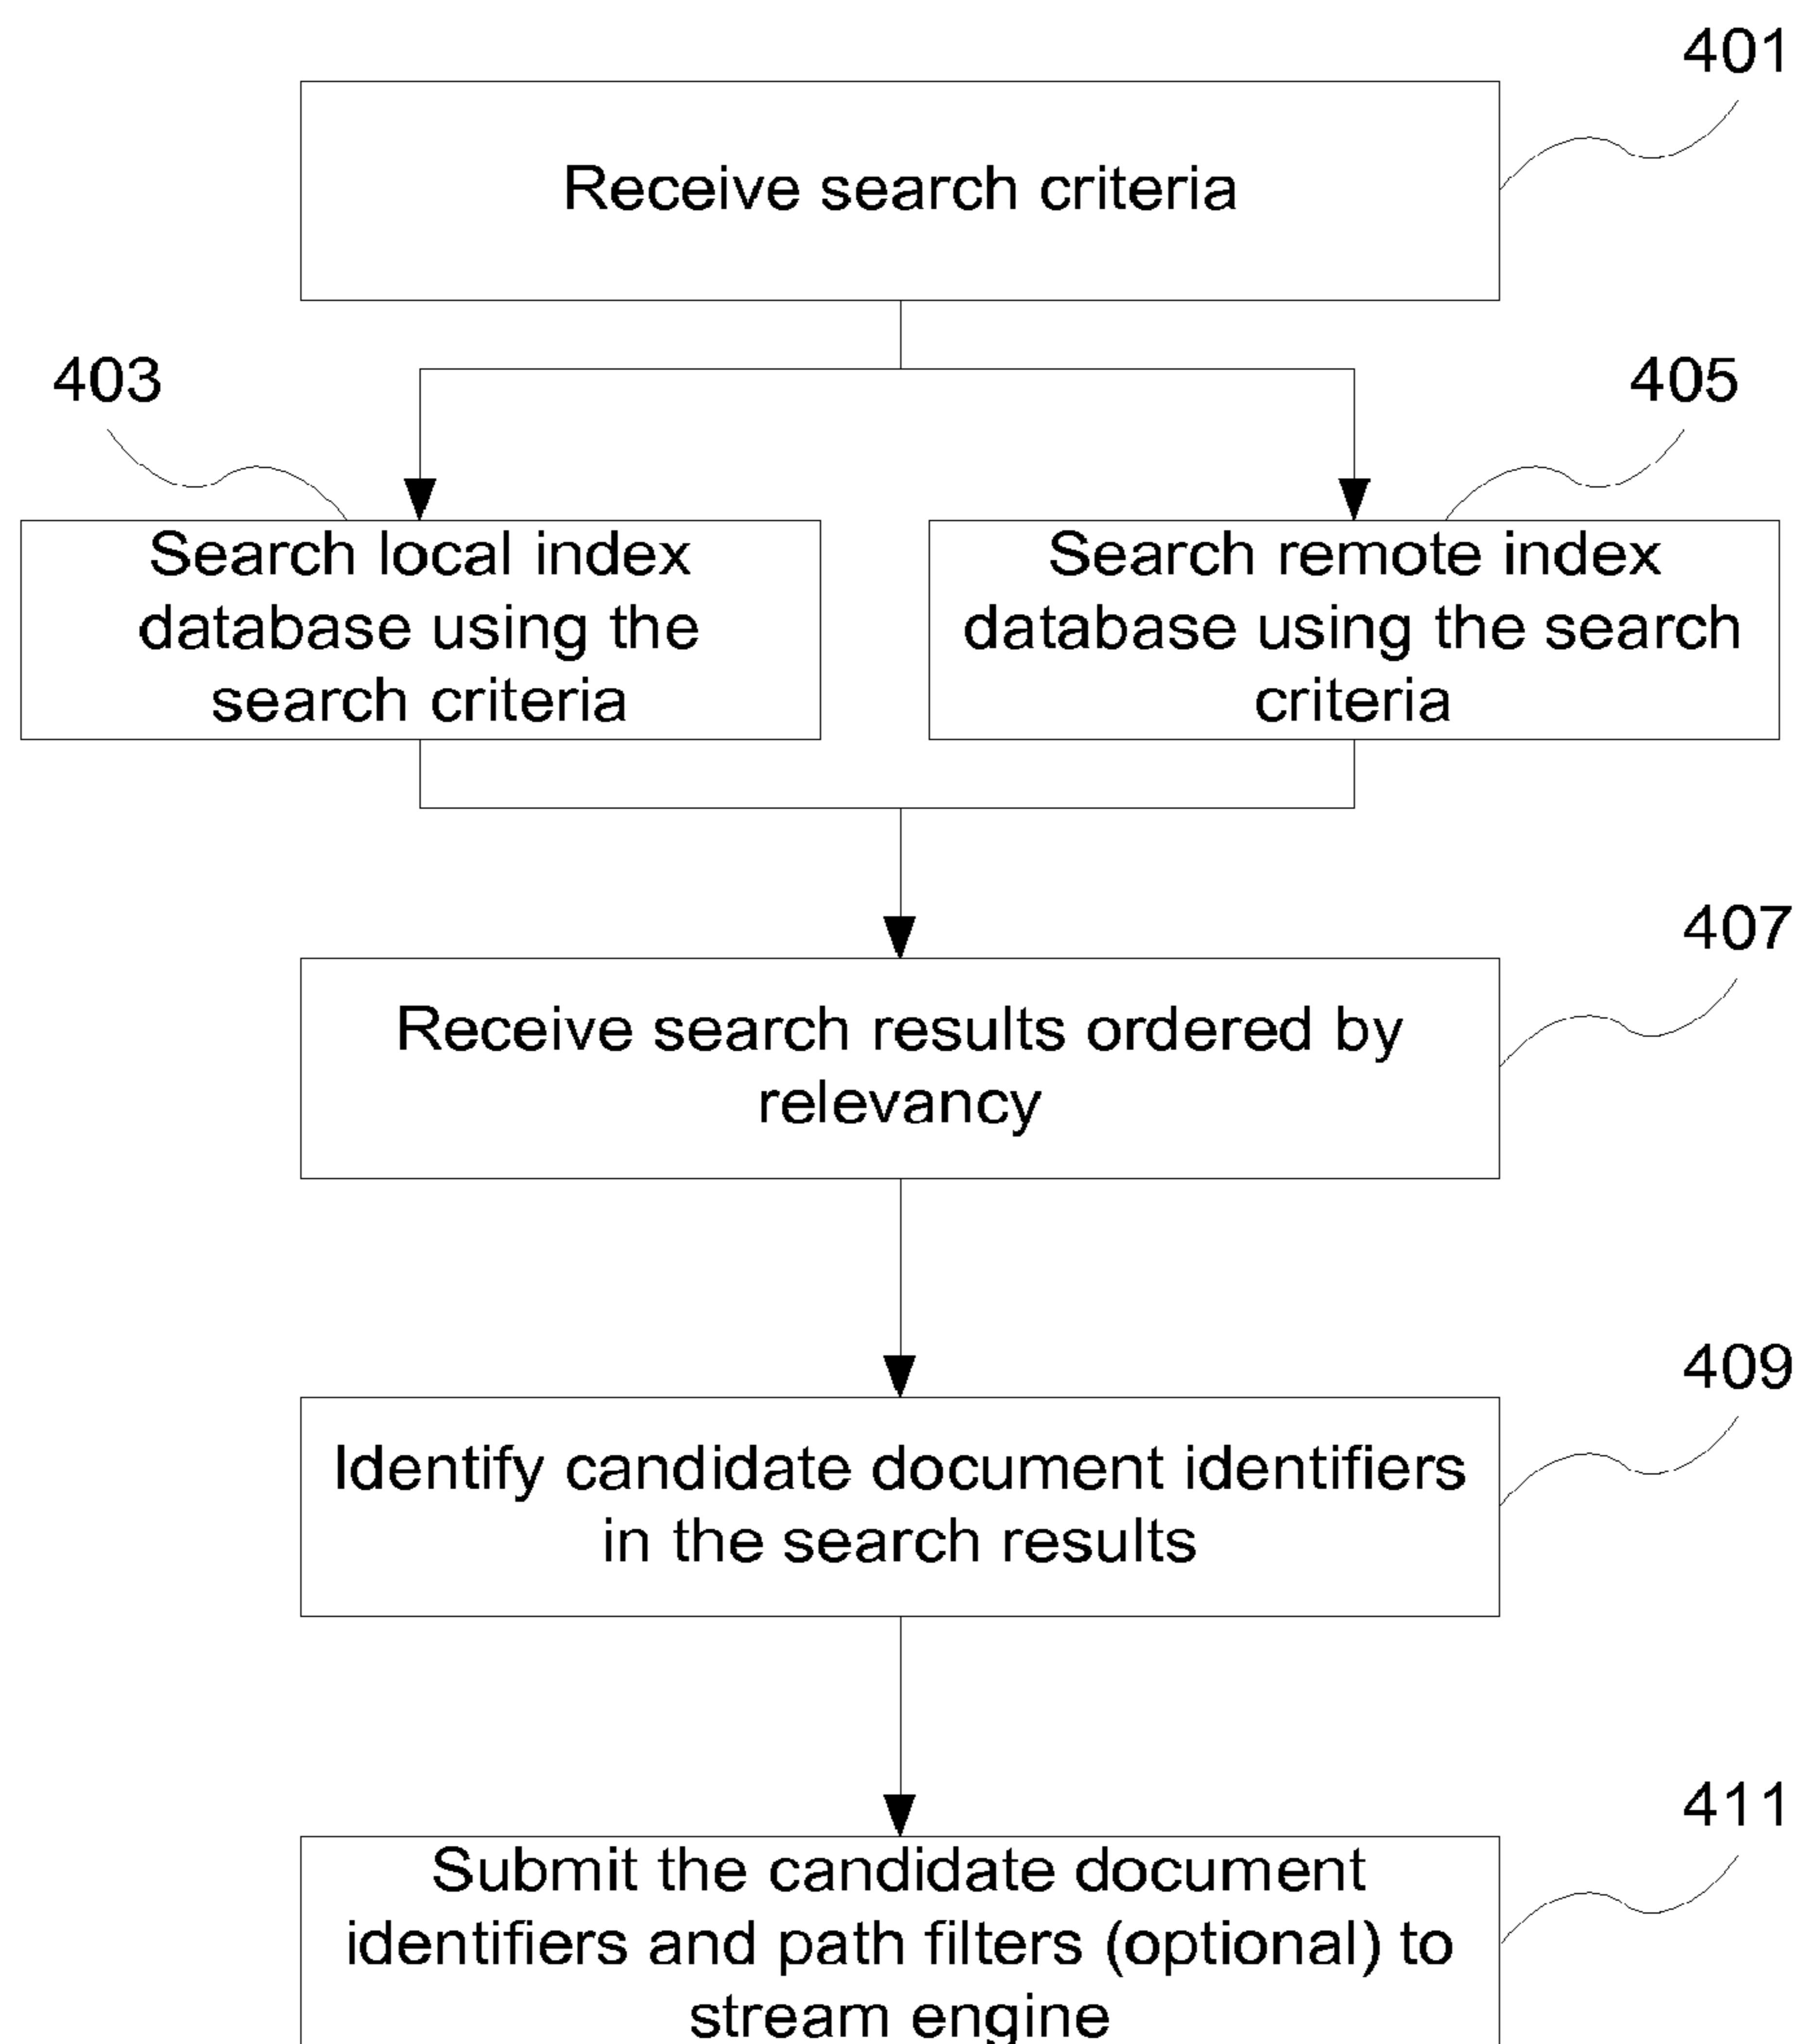 401
Receive search criteria
403
405
Search local index
database using the
search criteria
Search remote index
database using the search
criteria
407
Receive search results ordered by
relevancy
409
Identify candidate document identifiers
in the search results
411
Submit the candidate document
identifiers and path filters (optional) to
stream engine